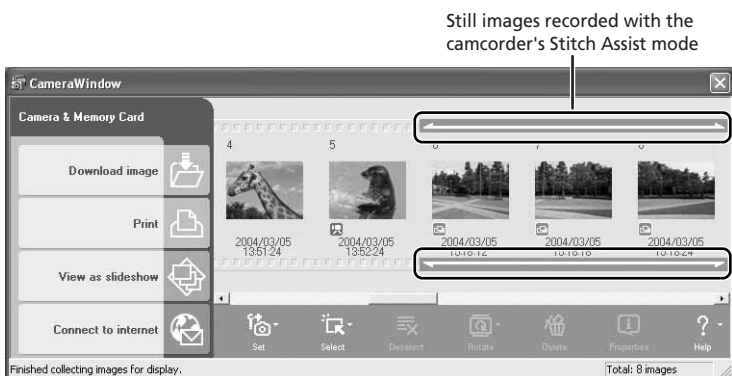 Still images recorded with the
camcorder's Stitch Assist mode
CameraWindow
Camera & Memory Card
Download image
Print
View as slideshow
Connect to internet
4
5
2004/03/05
13:51:24
2004/03/05
13:52:24
2004/03/05
2004/03/05
2004/03/05
Set
Select
Deselect
Rotate
Delete
Properties
Help
Finished collecting images for display.
Total: 8 images